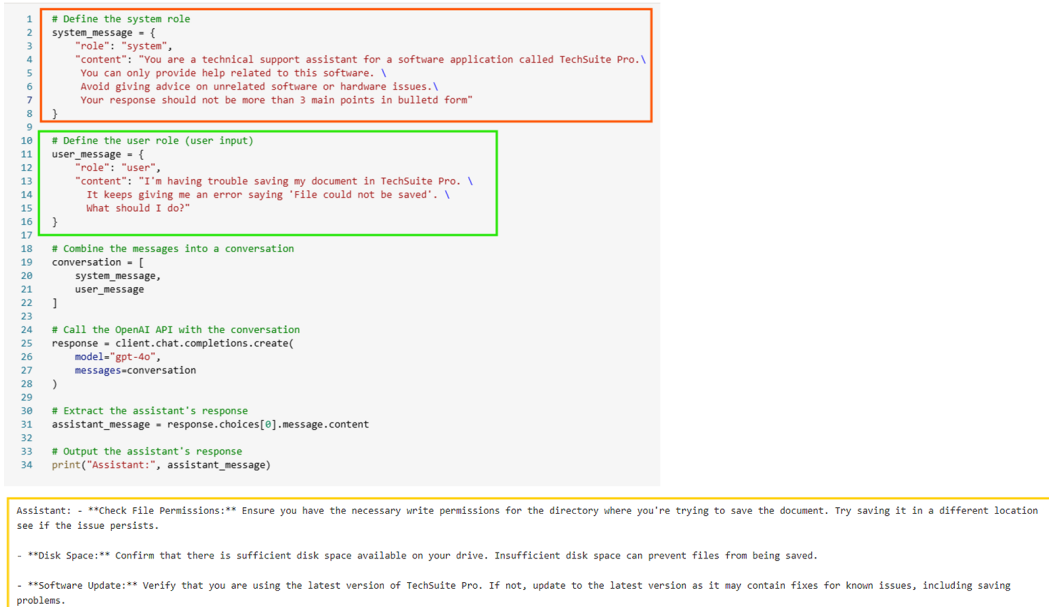 1 # Define the system role
2 system_message = {
3 "role": "system",
4 "content": "You are a technical support assistant for a software application called TechSuite Pro.\
5 You can only provide help related to this software. \
6 Avoid giving advice on unrelated software or hardware issues.\
7 Your response should not be more than 3 main points in bulletd form"
8 }
9
10 # Define the user role (user input)
11 user_message = {
12 "role": "user",
13 "content": "I'm having trouble saving my document in TechSuite Pro. \
14 It keeps giving me an error saying 'File could not be saved'. \
15 What should I do?"
16 }
17
18 # Combine the messages into a conversation
19 conversation = [
20 system_message,
21 user_message
22 ]
23
24 # Call the OpenAI API with the conversation
25 response = client.chat.completions.create(
26 model="gpt-4o",
27 messages=conversation
28 )
29
30 # Extract the assistant's response
31 assistant_message = response.choices[0].message.content
32
33 # Output the assistant's response
34 print("Assistant:", assistant_message)
Assistant: - **Check File Permissions:** Ensure you have the necessary write permissions for the directory where you're trying to save the document. Try saving it in a different location
see if the issue persists.
- **Disk Space:** Confirm that there is sufficient disk space available on your drive. Insufficient disk space can prevent files from being saved.
- **Software Update:** Verify that you are using the latest version of TechSuite Pro. If not, update to the latest version as it may contain fixes for known issues, including saving
problems.